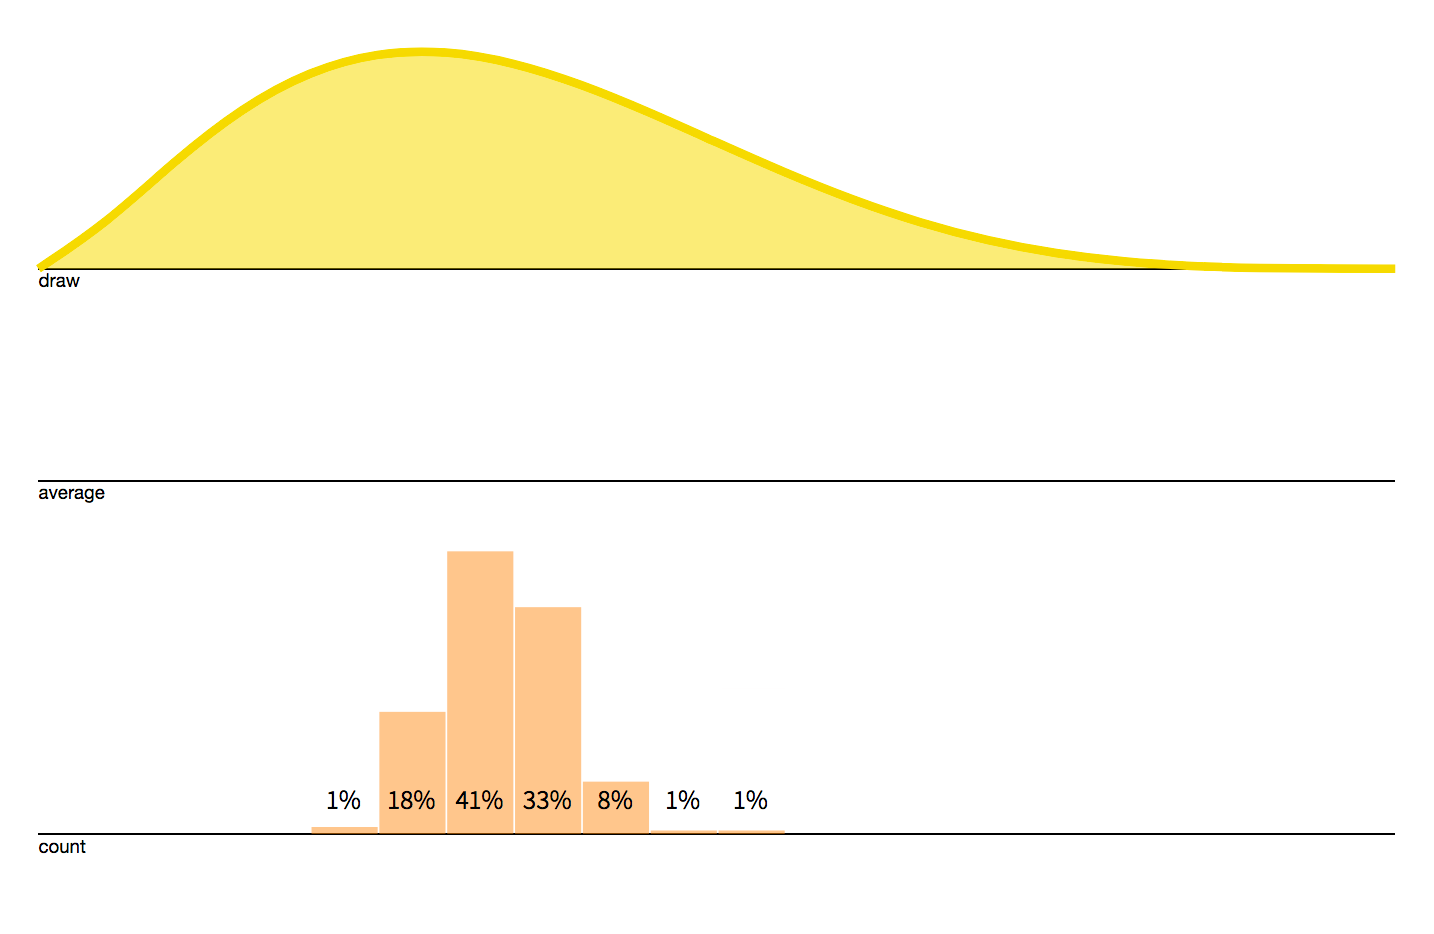 draw
average
1% 18% 41% 33% 8% 1% 1%
count